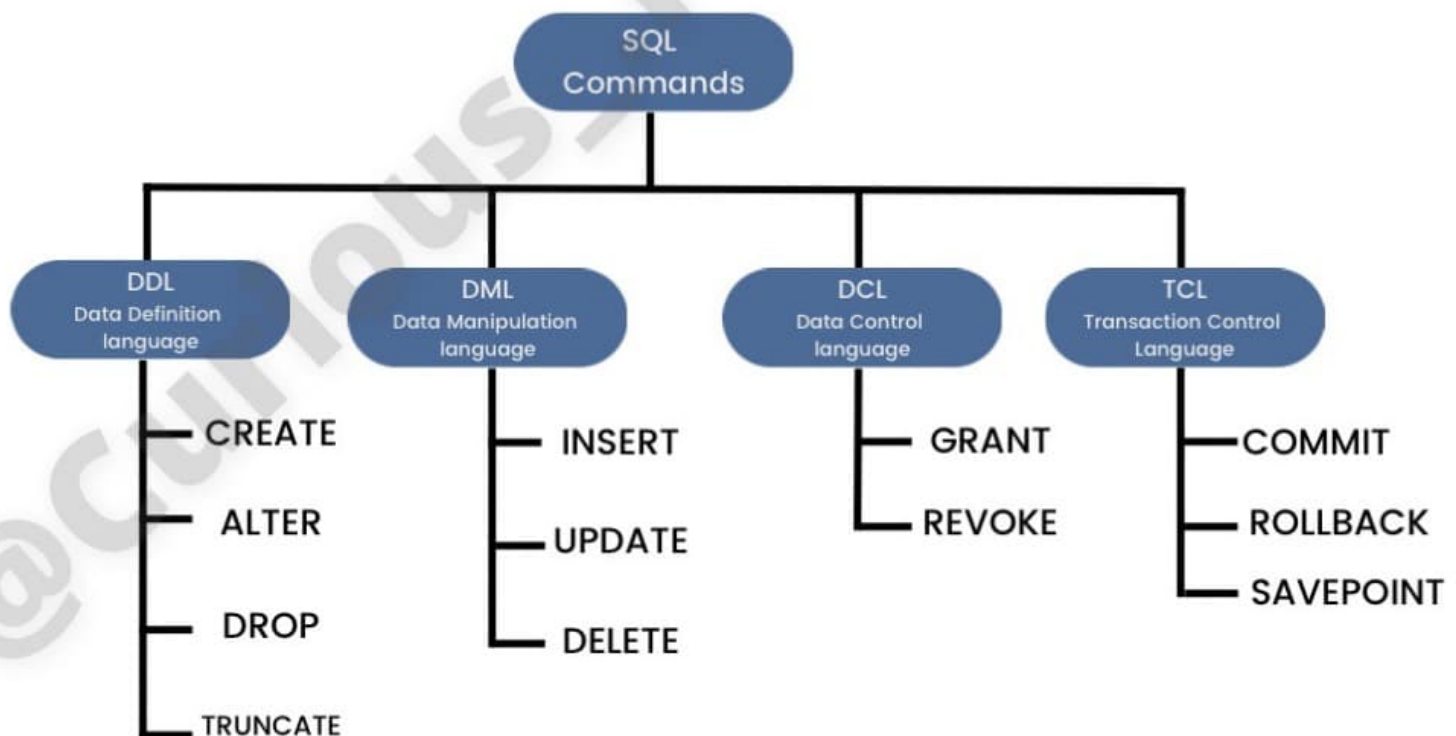 SQL
Commands
DDL
Data Definition
language
CREATE
ALTER
DROP
TRUNCATE
DML
Data Manipulation
language
INSERT
UPDATE
DELETE
DCL
Data Control
language
GRANT
REVOKE
TCL
Transaction Control
Language
COMMIT
ROLLBACK
SAVEPOINT
@Curious_